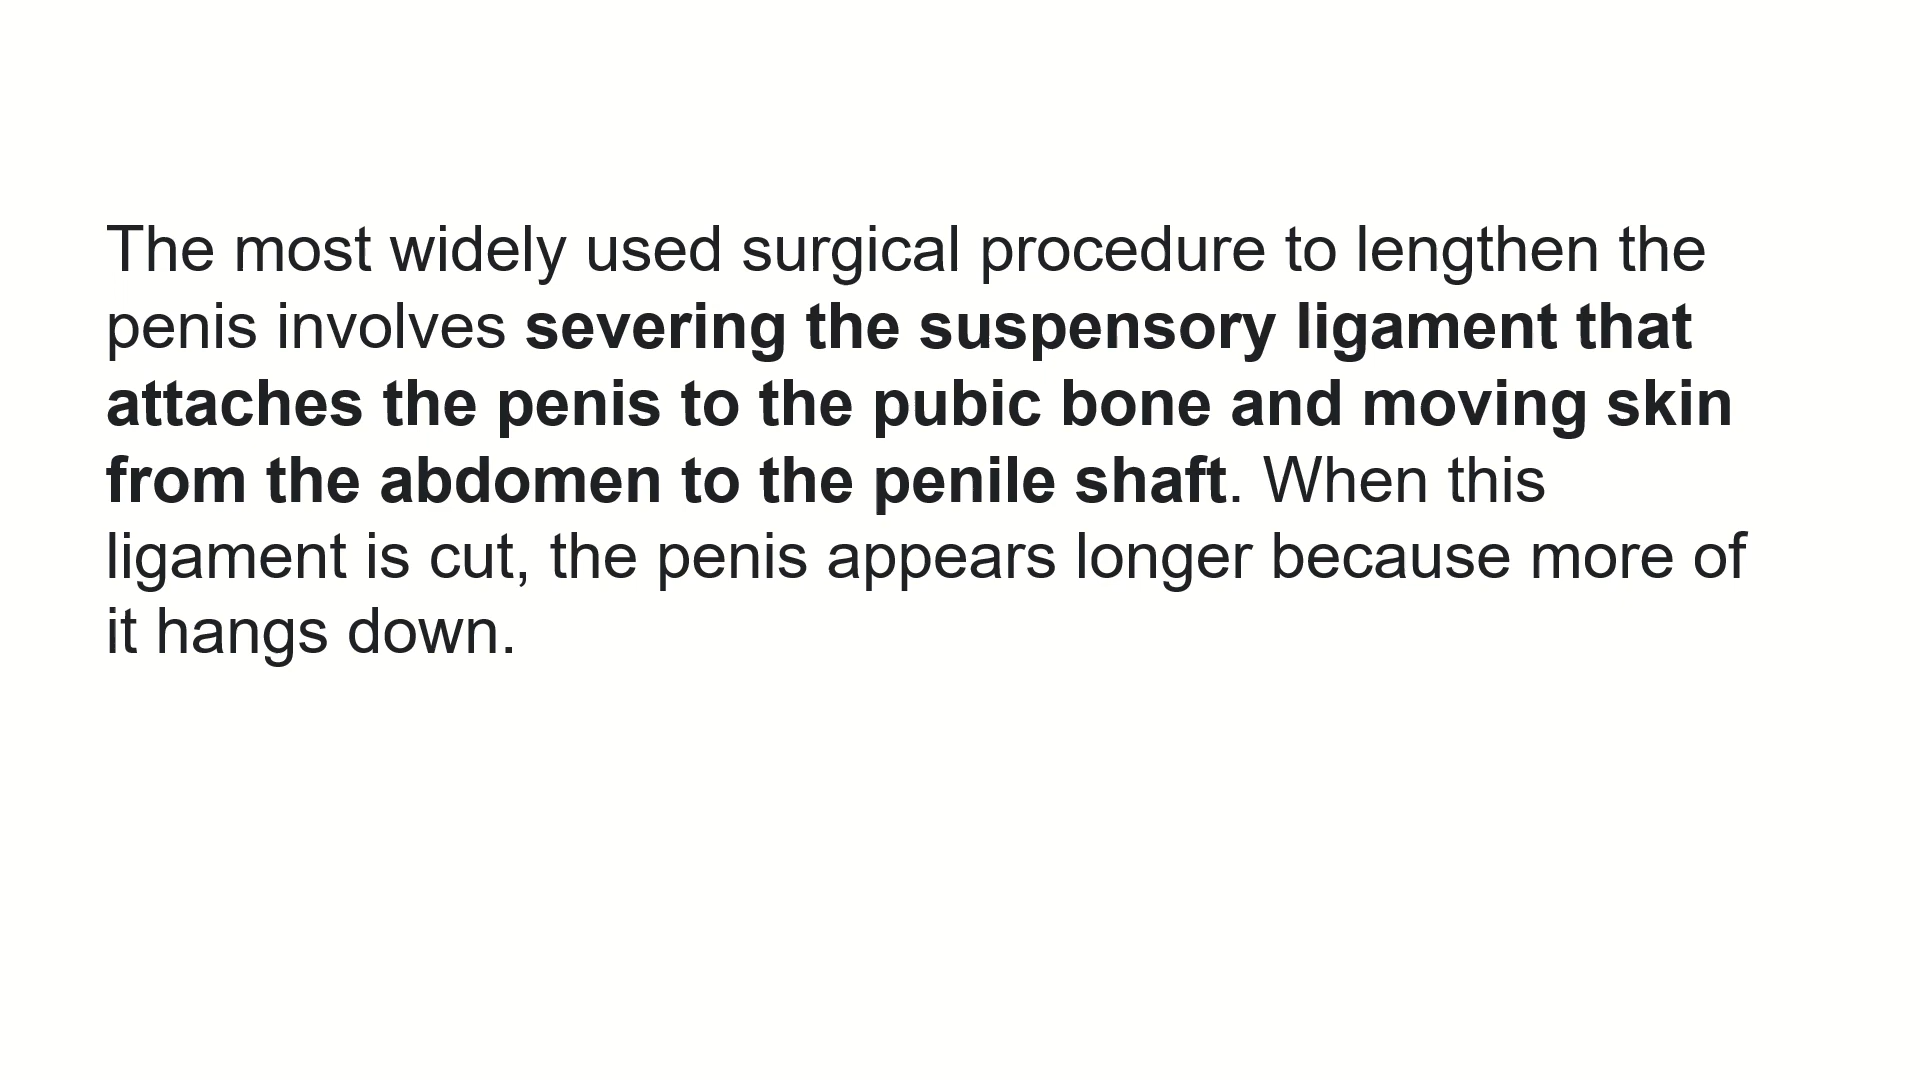 The most widely used surgical procedure to lengthen the
penis involves severing the suspensory ligament that
attaches the penis to the pubic bone and moving skin
from the abdomen to the penile shaft. When this
ligament is cut, the penis appears longer because more of
it hangs down.